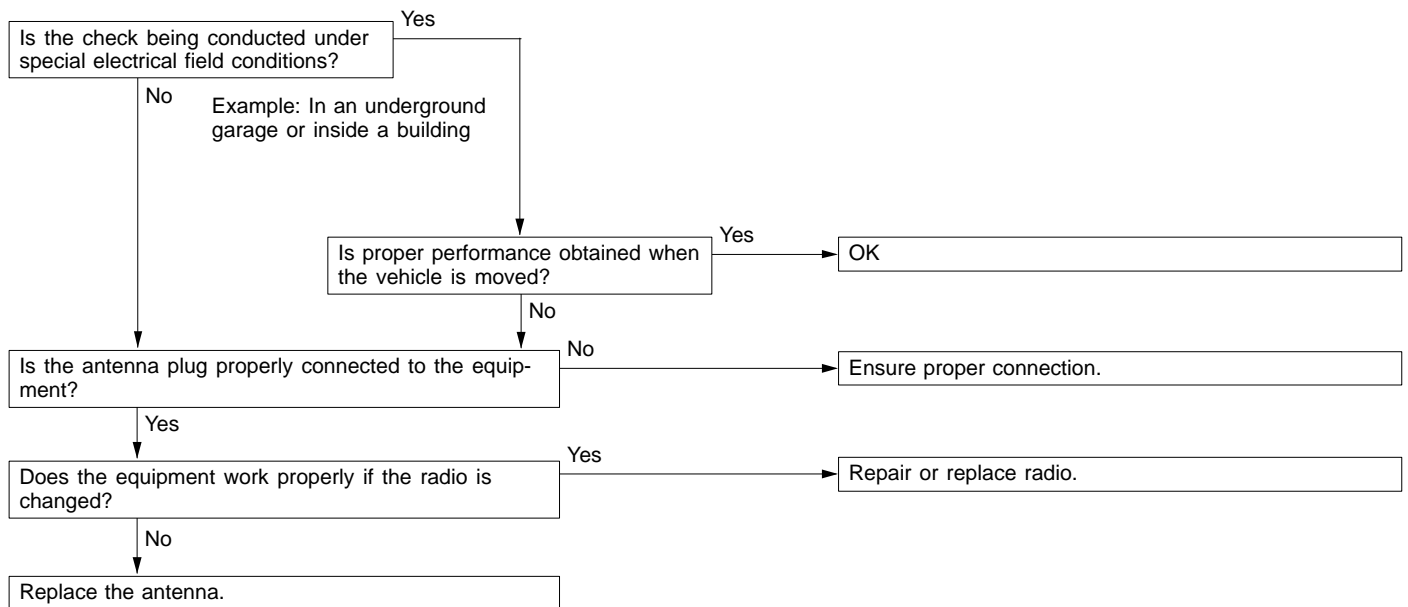 Is the check being conducted under
special electrical field conditions?
Yes
No
Example: In an underground
garage or inside a building
Is proper performance obtained when
the vehicle is moved?
Yes
OK
No
Is the antenna plug properly connected to the equip-
ment?
No
Ensure proper connection.
Yes
Does the equipment work properly if the radio is
changed?
Yes
Repair or replace radio.
No
Replace the antenna.